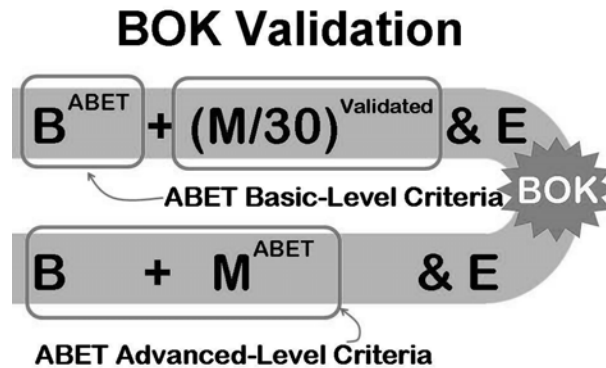 BOK Validation
B^ABET + (M/30)^Validated & E
ABET Basic-Level Criteria
BOK
B + M^ABET & E
ABET Advanced-Level Criteria